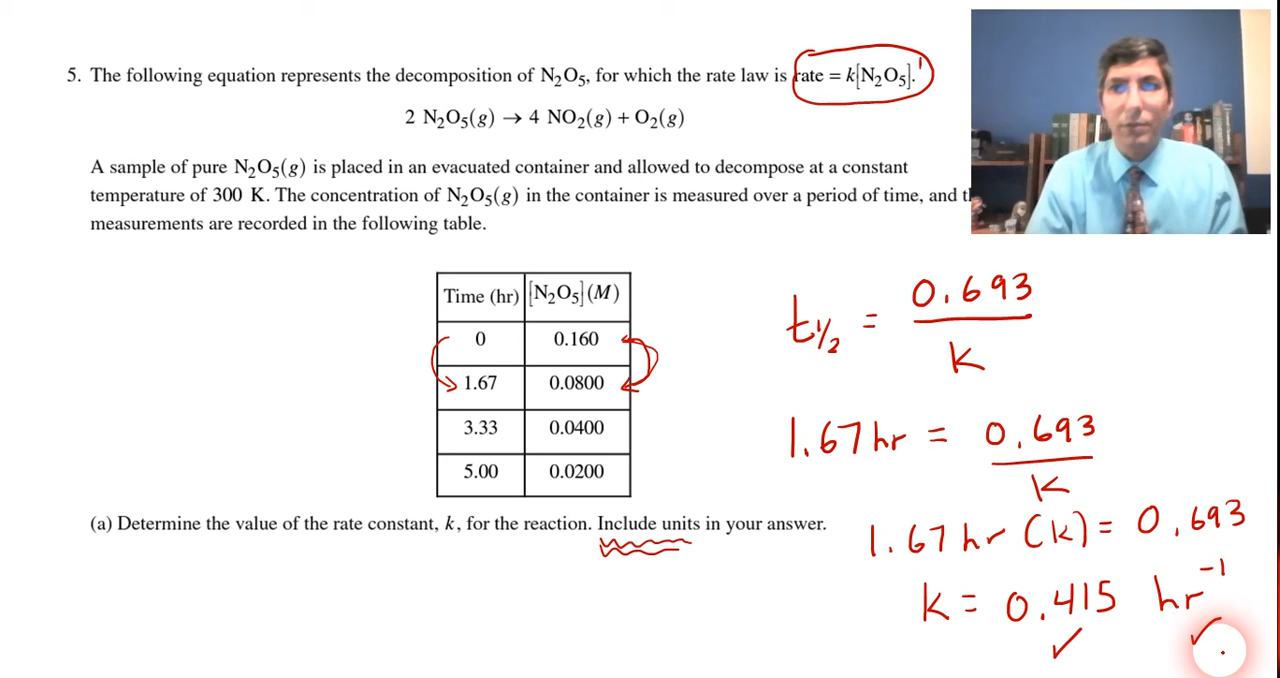 5. The following equation represents the decomposition of N₂O₅, for which the rate law is rate = k[N₂O₅].¹
2 N₂O₅(g) → 4 NO₂(g) + O₂(g)
A sample of pure N₂O₅(g) is placed in an evacuated container and allowed to decompose at a constant
temperature of 300 K. The concentration of N₂O₅(g) in the container is measured over a period of time, and t
measurements are recorded in the following table.
Time (hr) [N₂O₅](M)
0 0.160
1.67 0.0800
3.33 0.0400
5.00 0.0200
t½ = 0.693 / K
1.67 hr = 0.693 / K
(a) Determine the value of the rate constant, k, for the reaction. Include units in your answer.
1.67 hr (K) = 0.693
K = 0.415 hr⁻¹